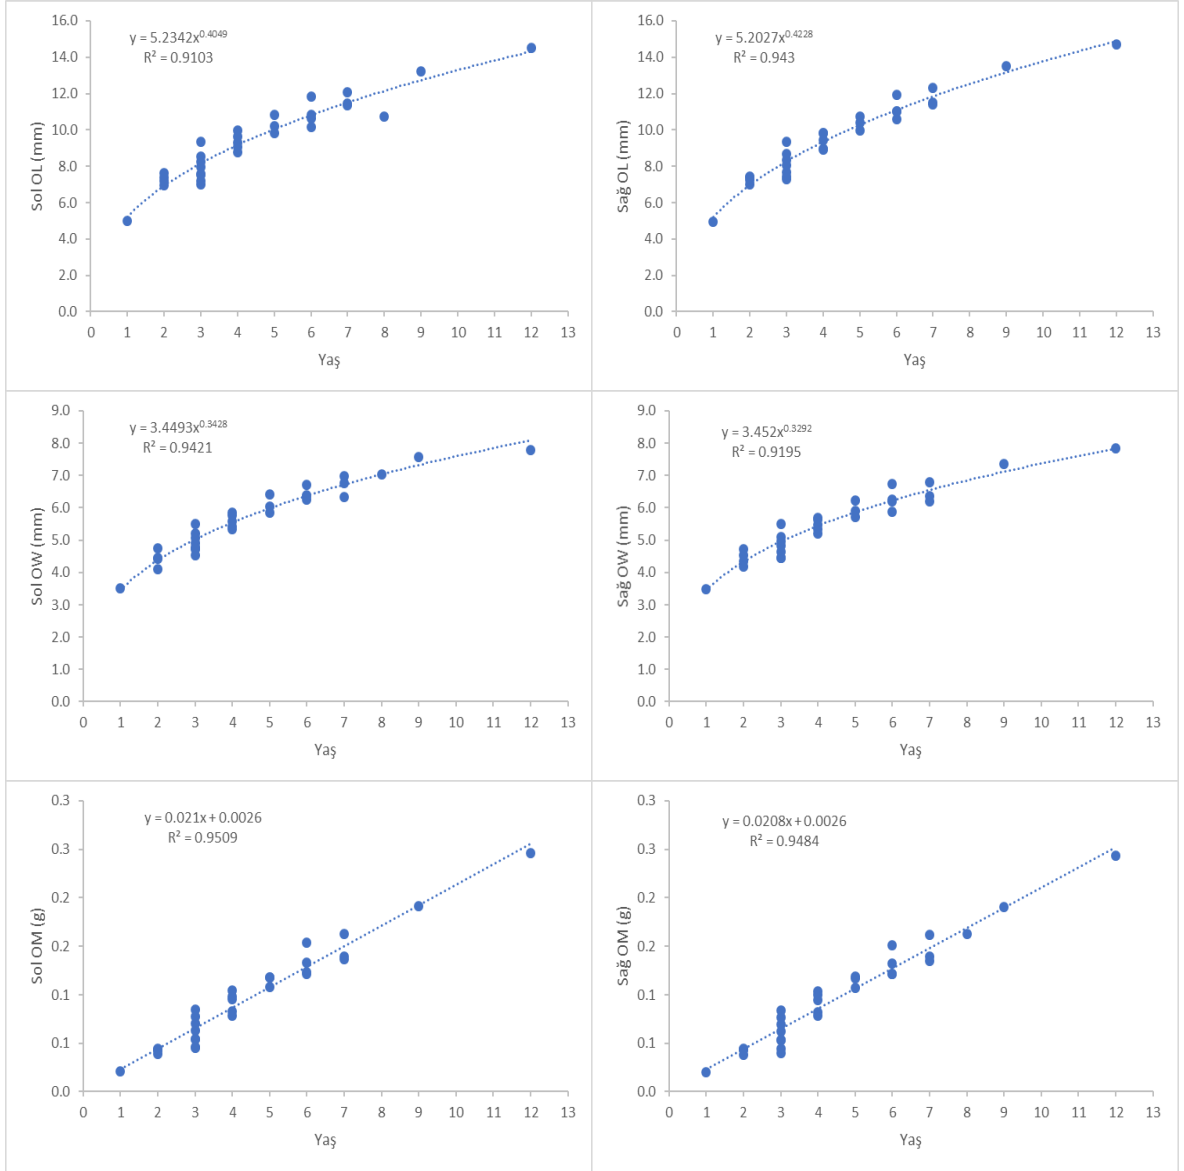 y = 5.2342x^0.4049
R² = 0.9103
Sol OL (mm)
16.0
14.0
12.0
10.0
8.0
6.0
4.0
2.0
0.0
0 1 2 3 4 5 6 7 8 9 10 11 12 13
Yaş
y = 5.2027x^0.4228
R² = 0.943
Sağ OL (mm)
16.0
14.0
12.0
10.0
8.0
6.0
4.0
2.0
0.0
0 1 2 3 4 5 6 7 8 9 10 11 12 13
Yaş
y = 3.4493x^0.3428
R² = 0.9421
Sol OW (mm)
9.0
8.0
7.0
6.0
5.0
4.0
3.0
2.0
1.0
0.0
0 1 2 3 4 5 6 7 8 9 10 11 12 13
Yaş
y = 3.452x^0.3292
R² = 0.9195
Sağ OW (mm)
9.0
8.0
7.0
6.0
5.0
4.0
3.0
2.0
1.0
0.0
0 1 2 3 4 5 6 7 8 9 10 11 12 13
Yaş
y = 0.021x + 0.0026
R² = 0.9509
Sol OM (g)
0.3
0.3
0.2
0.2
0.1
0.1
0.0
0 1 2 3 4 5 6 7 8 9 10 11 12 13
Yaş
y = 0.0208x + 0.0026
R² = 0.9484
Sağ OM (g)
0.3
0.3
0.2
0.2
0.1
0.1
0.0
0 1 2 3 4 5 6 7 8 9 10 11 12 13
Yaş